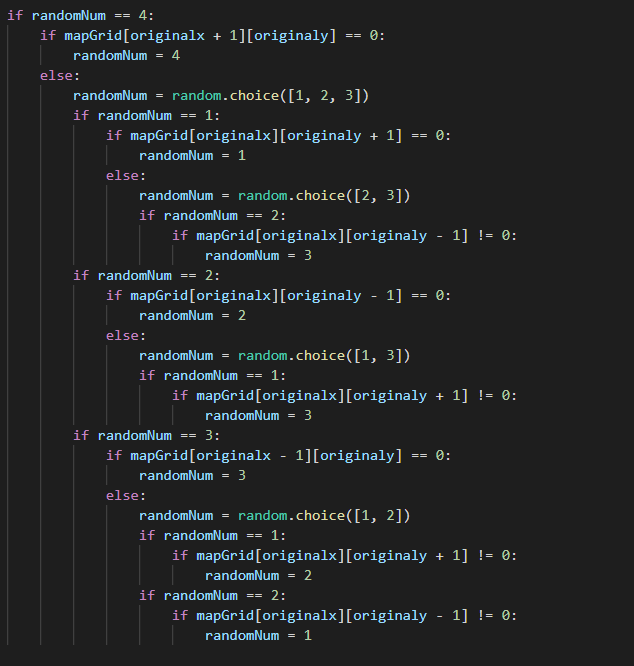 if randomNum == 4:
    if mapGrid[originalx + 1][originaly] == 0:
        randomNum = 4
    else:
        randomNum = random.choice([1, 2, 3])
        if randomNum == 1:
            if mapGrid[originalx][originaly + 1] == 0:
                randomNum = 1
            else:
                randomNum = random.choice([2, 3])
                if randomNum == 2:
                    if mapGrid[originalx][originaly - 1] != 0:
                        randomNum = 3
        if randomNum == 2:
            if mapGrid[originalx][originaly - 1] == 0:
                randomNum = 2
            else:
                randomNum = random.choice([1, 3])
                if randomNum == 1:
                    if mapGrid[originalx][originaly + 1] != 0:
                        randomNum = 3
        if randomNum == 3:
            if mapGrid[originalx - 1][originaly] == 0:
                randomNum = 3
            else:
                randomNum = random.choice([1, 2])
                if randomNum == 1:
                    if mapGrid[originalx][originaly + 1] != 0:
                        randomNum = 2
                if randomNum == 2:
                    if mapGrid[originalx][originaly - 1] != 0:
                        randomNum = 1